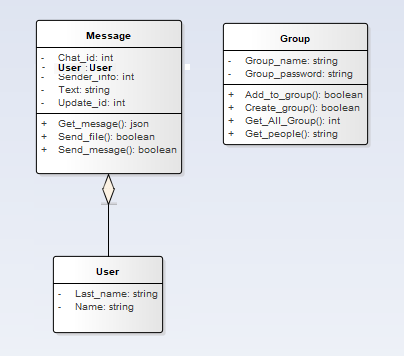 Message
- Chat_id: int
- User :User
- Sender_info: int
- Text: string
- Update_id: int
+ Get_mesage(): json
+ Send_file(): boolean
+ Send_mesage(): boolean
Group
- Group_name: string
- Group_password: string
+ Add_to_group(): boolean
+ Create_group(): boolean
+ Get_All_Group(): int
+ Get_people(): string
User
- Last_name: string
- Name: string